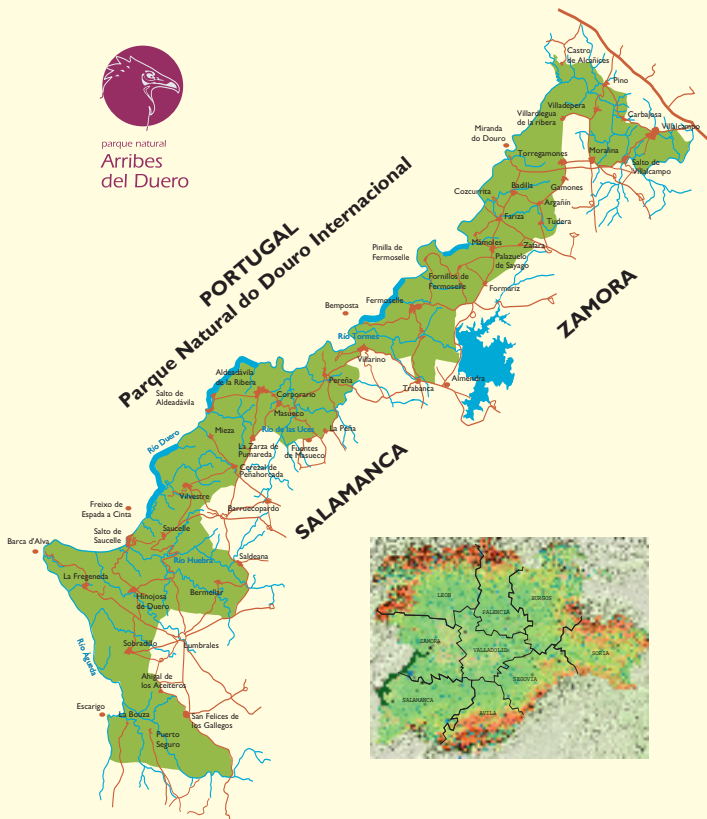 parque natural
Arribes
del Duero
PORTUGAL
Parque Natural do Douro Internacional
ZAMORA
SALAMANCA
Castro
de Alcañices
Pino
Villadepera
Villardiegua
de la ribera
Carbajosa
Villalcampo
Miranda
do Douro
Torregamones
Moralina
Salto de
Villalcampo
Cozcurrita
Badilla
Gamones
Argañín
Fariza
Tudera
Mámoles
Zafara
Pinilla de
Fermoselle
Palazuelo
de Sayago
Fornillos de
Fermoselle
Formariz
Bemposta
Fermoselle
Río Tormes
Villarino
Trabanca
Almendra
Aldeadávila
de la Ribera
Pereña
Salto de
Aldeadávila
Corporario
Masueco
Río de las Uces
La Peña
Mieza
Río Duero
La Zarza de
Pumareda
Fuentes
de Masueco
Cerezal de
Peñahorcada
Vilvestre
Barruecopardo
Freixo de
Espada a Cinta
Salto de
Saucelle
Saucelle
Barca d'Alva
Río Huebra
Saldeana
La Fregeneda
Hinojosa
de Duero
Bermellar
Río Agueda
Sobradillo
Lumbrales
Ahigal de
los Aceiteros
Escarigo
La Bouza
San Felices de
los Gallegos
Puerto
Seguro
LEON
BURGOS
PALENCIA
ZAMORA
VALLADOLID
SORIA
SEGOVIA
SALAMANCA
AVILA